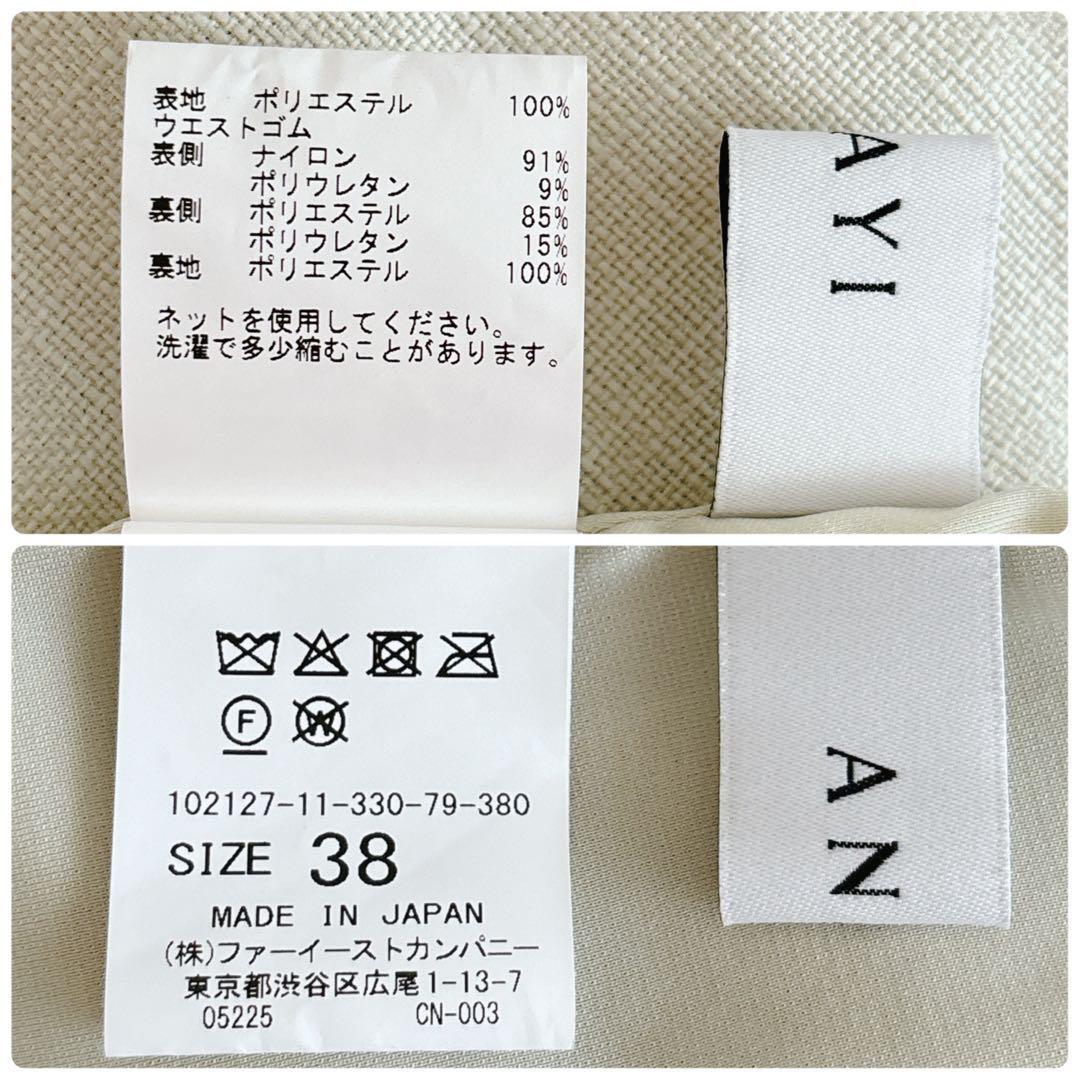 表地 ポリエステル 100%
ウエストゴム
表側 ナイロン 91%
ポリウレタン 9%
裏側 ポリエステル 85%
ポリウレタン 15%
裏地 ポリエステル 100%
ネットを使用してください。
洗濯で多少縮むことがあります。
AYI
F
W
102127-11-330-79-380
SIZE 38
MADE IN JAPAN
(株)ファーイーストカンパニー
東京都渋谷区広尾1-13-7
05225 CN-003
AN